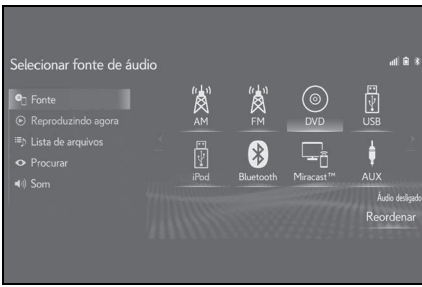 Selecionar fonte de áudio
Fonte
Reproduzindo agora
Lista de arquivos
Procurar
Som
AM
FM
DVD
USB
iPod
Bluetooth
Miracast™
AUX
Áudio desligado
Reordenar